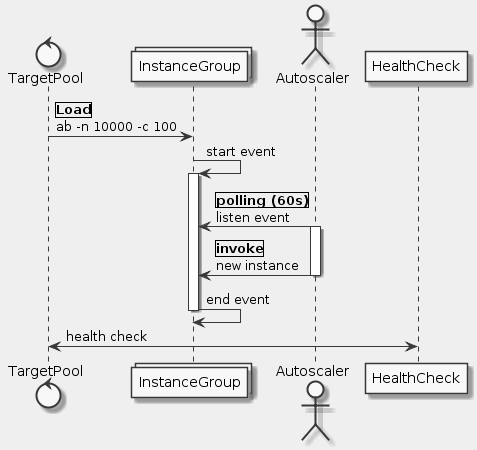 TargetPool
InstanceGroup
Autoscaler
HealthCheck
Load
ab -n 10000 -c 100
start event
polling (60s)
listen event
invoke
new instance
end event
health check
TargetPool
InstanceGroup
Autoscaler
HealthCheck